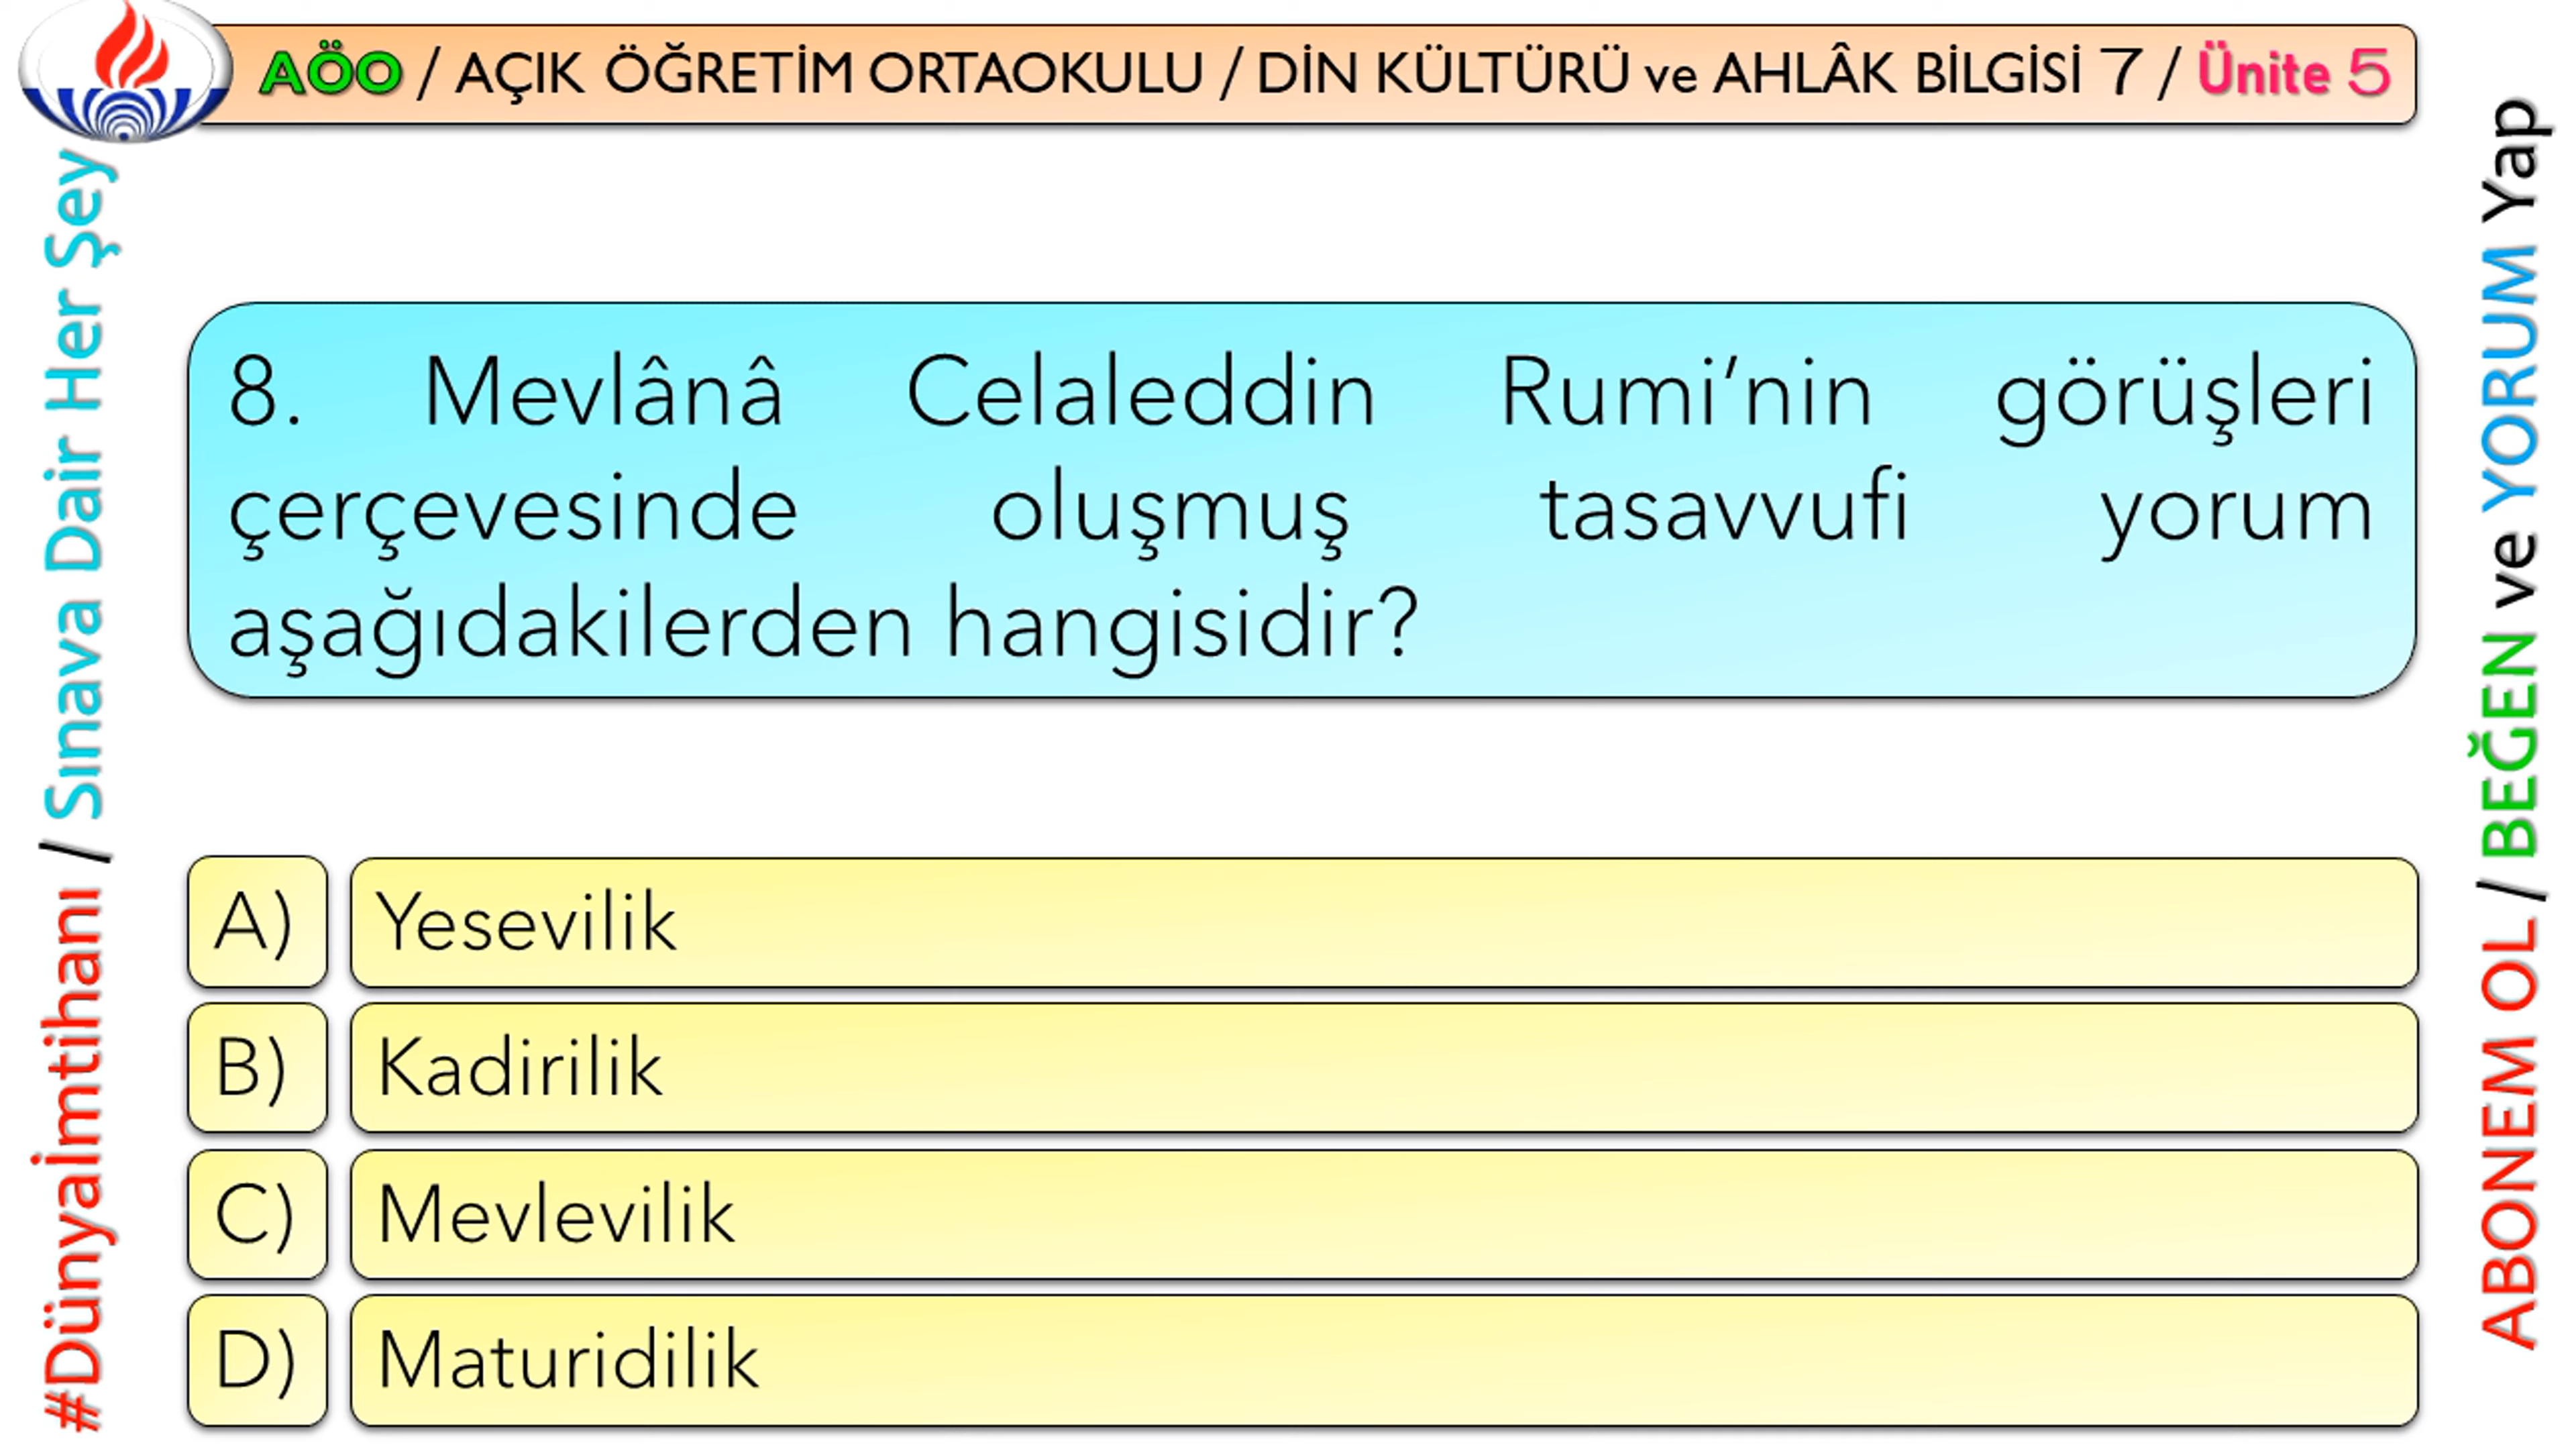 AÖO / AÇIK ÖĞRETİM ORTAOKULU / DİN KÜLTÜRÜ ve AHLÂK BİLGİSİ 7 / Ünite 5
#Dünyaİmtihanı / Sınava Dair Her Şey
8. Mevlânâ Celaleddin Rumi’nin görüşleri
çerçevesinde oluşmuş tasavvufi yorum
aşağıdakilerden hangisidir?
A) Yesevilik
B) Kadirilik
C) Mevlevilik
D) Maturidilik
ABONEM OL / BEĞEN ve YORUM Yap